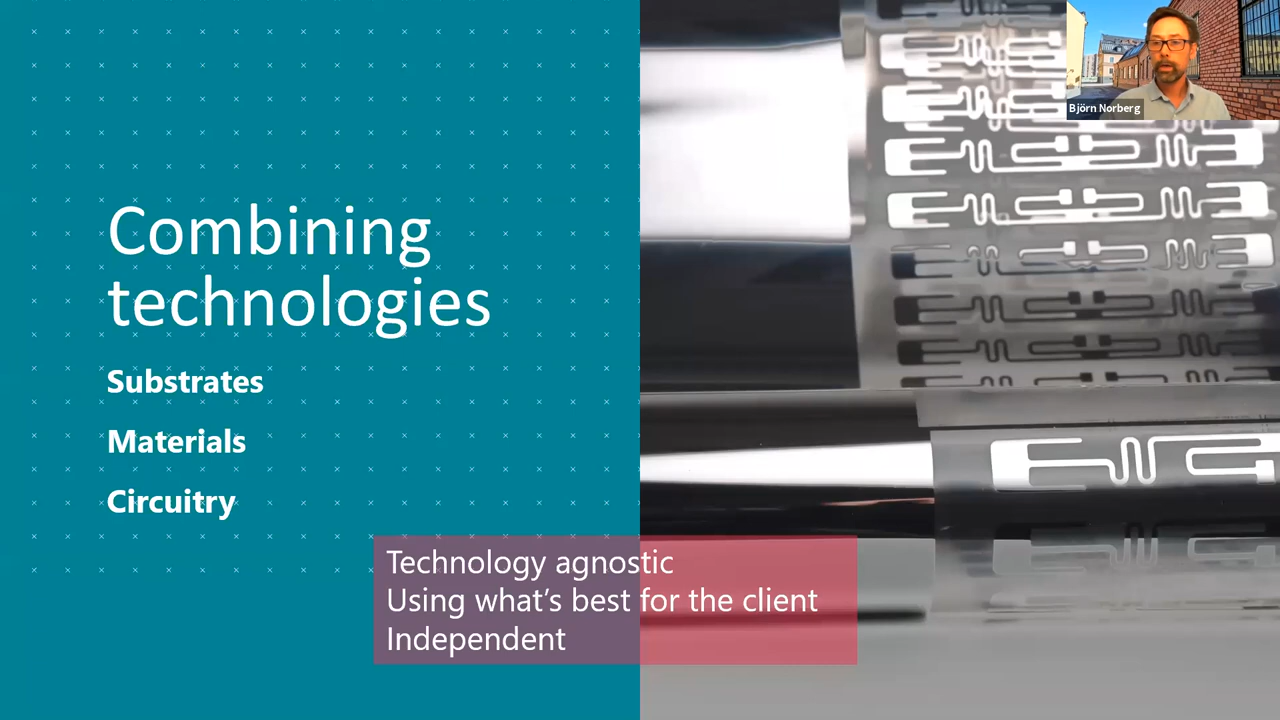 Björn Norberg
Combining
technologies
Substrates
Materials
Circuitry
Technology agnostic
Using what’s best for the client
Independent